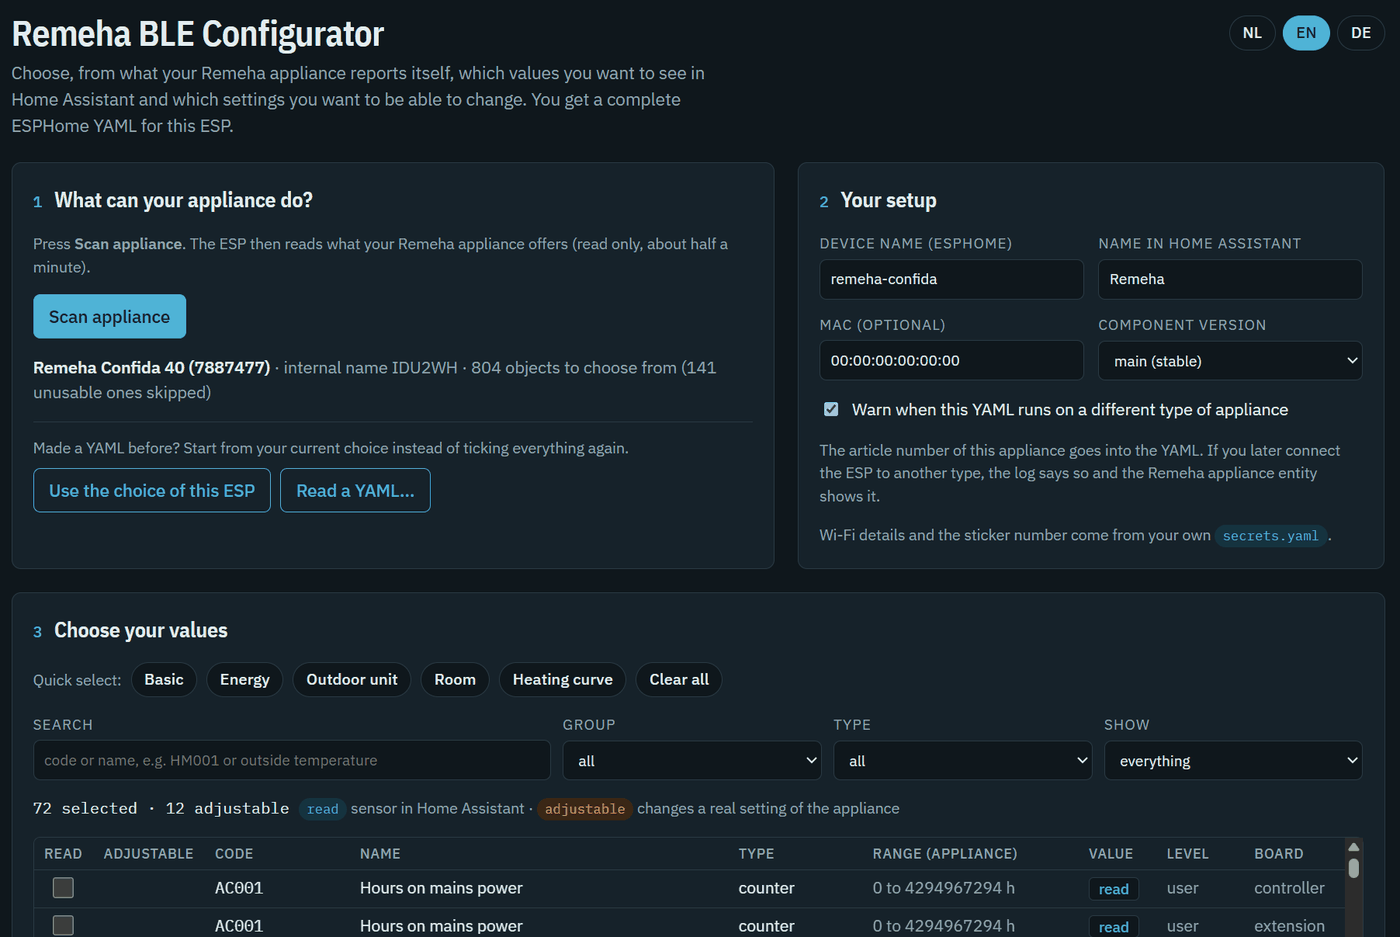 Remeha BLE Configurator
NL EN DE
Choose, from what your Remeha appliance reports itself, which values you want to see in
Home Assistant and which settings you want to be able to change. You get a complete
ESPHome YAML for this ESP.
1 What can your appliance do?
Press Scan appliance. The ESP then reads what your Remeha appliance offers (read only, about half a
minute).
Scan appliance
Remeha Confida 40 (7887477) · internal name IDU2WH · 804 objects to choose from (141
unusable ones skipped)
Made a YAML before? Start from your current choice instead of ticking everything again.
Use the choice of this ESP Read a YAML...
2 Your setup
DEVICE NAME (ESPHOME) NAME IN HOME ASSISTANT
remeha-confida Remeha
MAC (OPTIONAL) COMPONENT VERSION
00:00:00:00:00:00 main (stable)
Warn when this YAML runs on a different type of appliance
The article number of this appliance goes into the YAML. If you later connect
the ESP to another type, the log says so and the Remeha appliance entity
shows it.
Wi-Fi details and the sticker number come from your own secrets.yaml.
3 Choose your values
Quick select: Basic Energy Outdoor unit Room Heating curve Clear all
SEARCH GROUP TYPE SHOW
code or name, e.g. HM001 or outside temperature all all everything
72 selected · 12 adjustable read sensor in Home Assistant · adjustable changes a real setting of the appliance
READ ADJUSTABLE CODE NAME TYPE RANGE (APPLIANCE) VALUE LEVEL BOARD
AC001 Hours on mains power counter 0 to 4294967294 h read user controller
AC001 Hours on mains power counter 0 to 4294967294 h read user extension